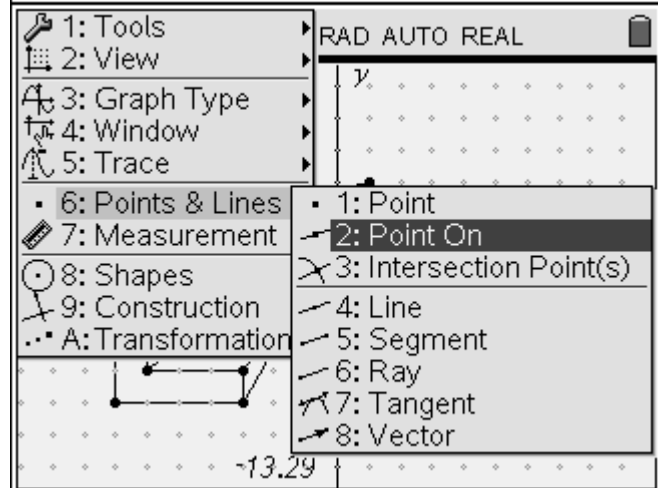 1: Tools
RAD AUTO REAL
2: View
y
3: Graph Type
4: Window
5: Trace
6: Points & Lines
7: Measurement
8: Shapes
9: Construction
A: Transformation
1: Point
2: Point On
3: Intersection Point(s)
4: Line
5: Segment
6: Ray
7: Tangent
8: Vector
-13.29